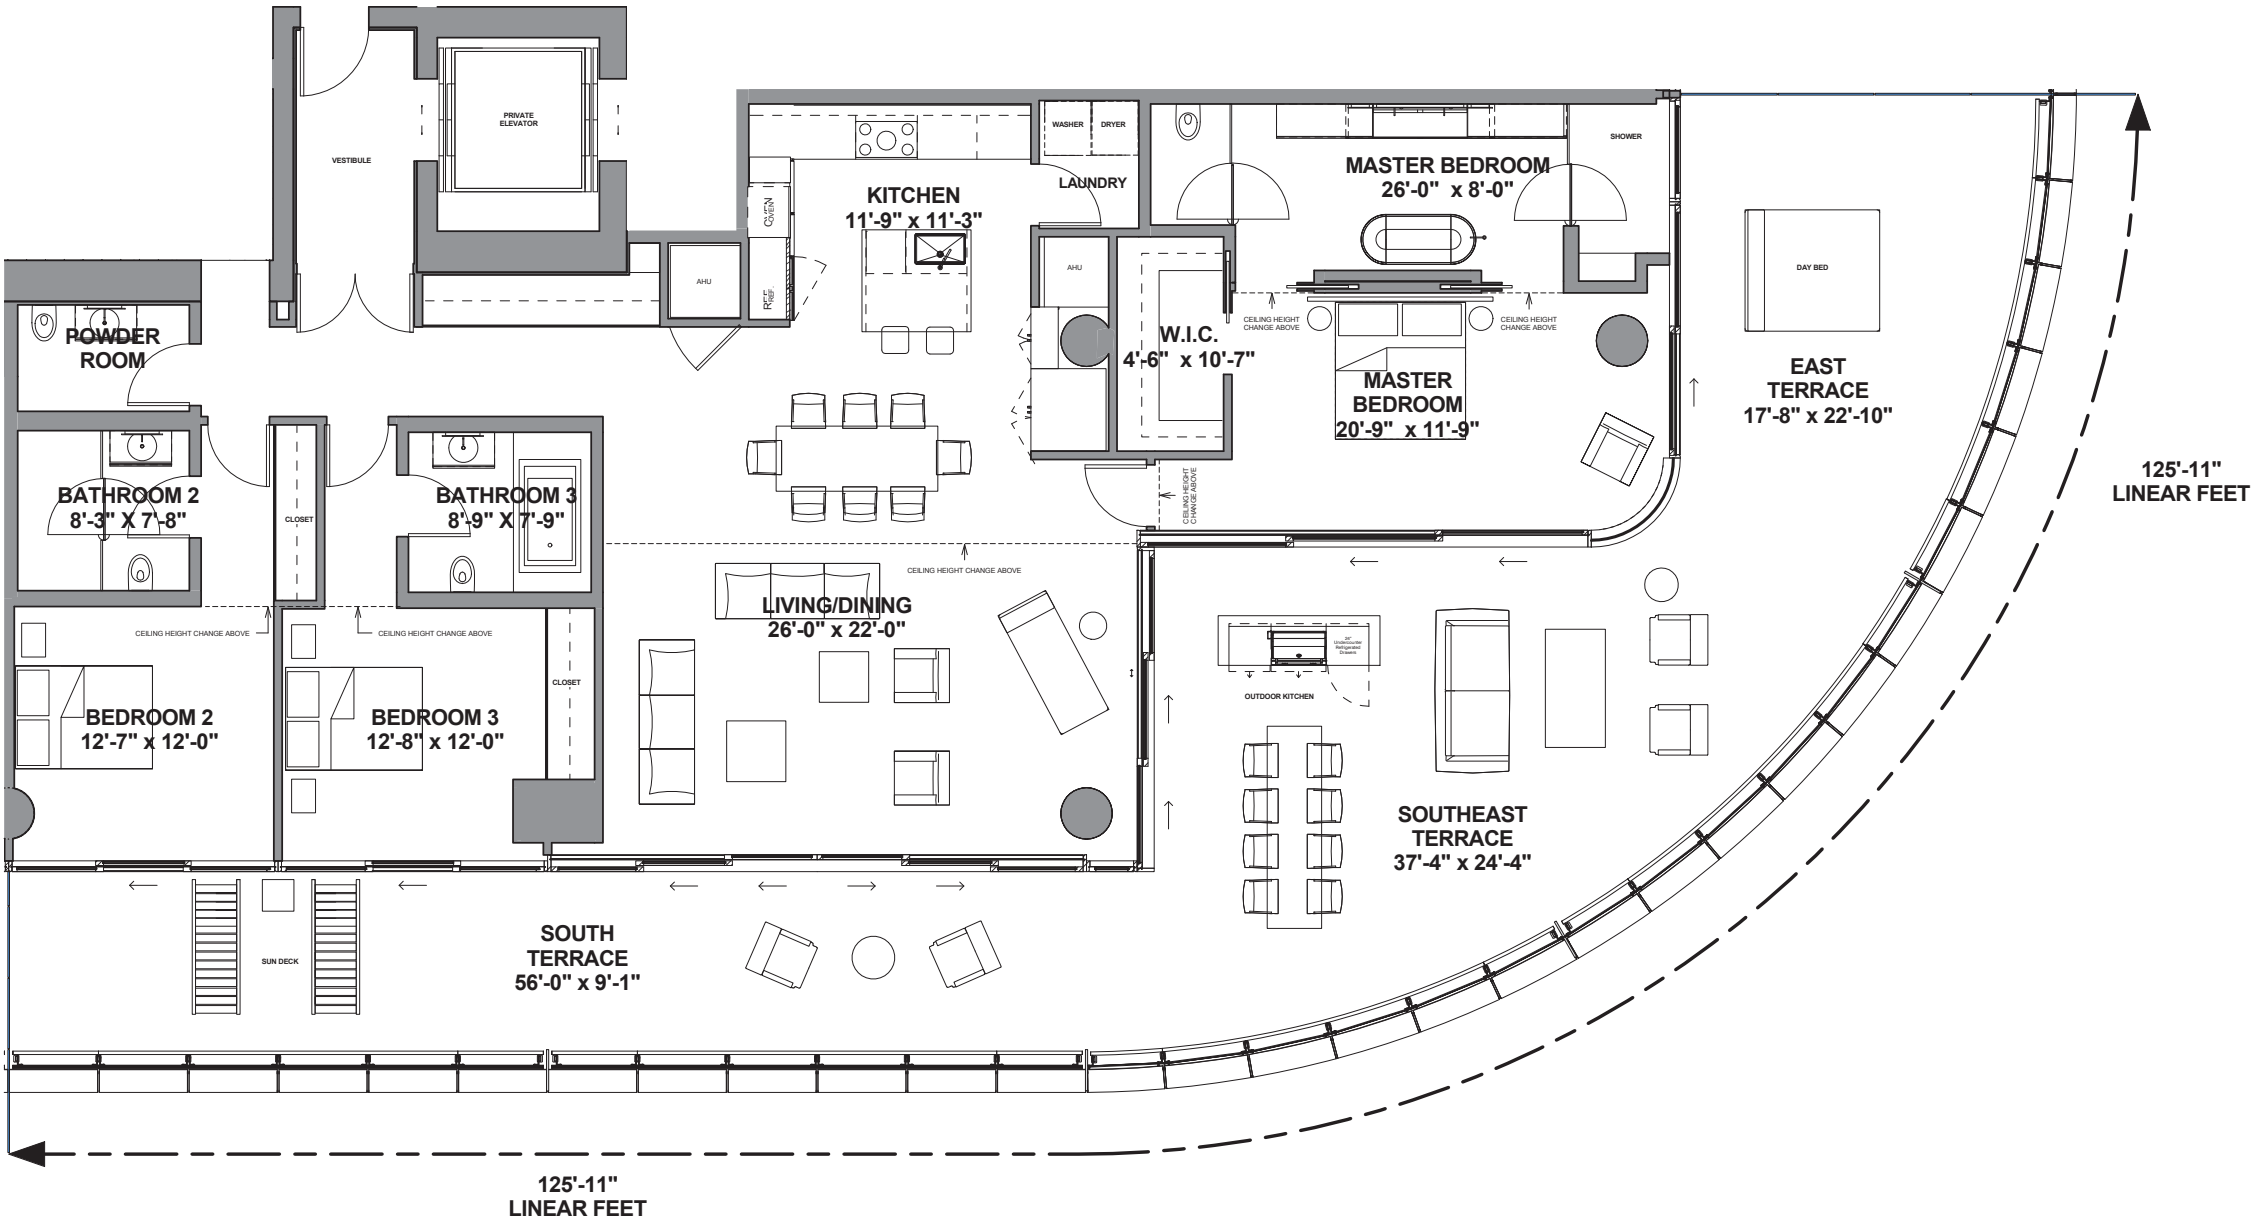 PRIVATE
ELEVATOR
VESTIBULE
WASHER
DRYER
SHOWER
LAUNDRY
MASTER BEDROOM
26'-0" x 8'-0"
KITCHEN
11'-9" x 11'-3"
OVEN
OVEN
AHU
AHU
REF.
REF.
DAY BED
POWDER
ROOM
CEILING HEIGHT
CHANGE ABOVE
CEILING HEIGHT
CHANGE ABOVE
W.I.C.
4'-6" x 10'-7"
MASTER
BEDROOM
20'-9" x 11'-9"
EAST
TERRACE
17'-8" x 22'-10"
125'-11"
LINEAR FEET
BATHROOM 2
8'-3" X 7'-8"
CLOSET
BATHROOM 3
8'-9" X 7'-9"
CEILING HEIGHT
CHANGE ABOVE
CEILING HEIGHT CHANGE ABOVE
LIVING/DINING
26'-0" x 22'-0"
CEILING HEIGHT CHANGE ABOVE
CEILING HEIGHT CHANGE ABOVE
24"
Undercounter
Refrigerated
Drawers
OUTDOOR KITCHEN
CLOSET
BEDROOM 2
12'-7" x 12'-0"
BEDROOM 3
12'-8" x 12'-0"
SOUTHEAST
TERRACE
37'-4" x 24'-4"
SOUTH
TERRACE
56'-0" x 9'-1"
SUN DECK
125'-11"
LINEAR FEET